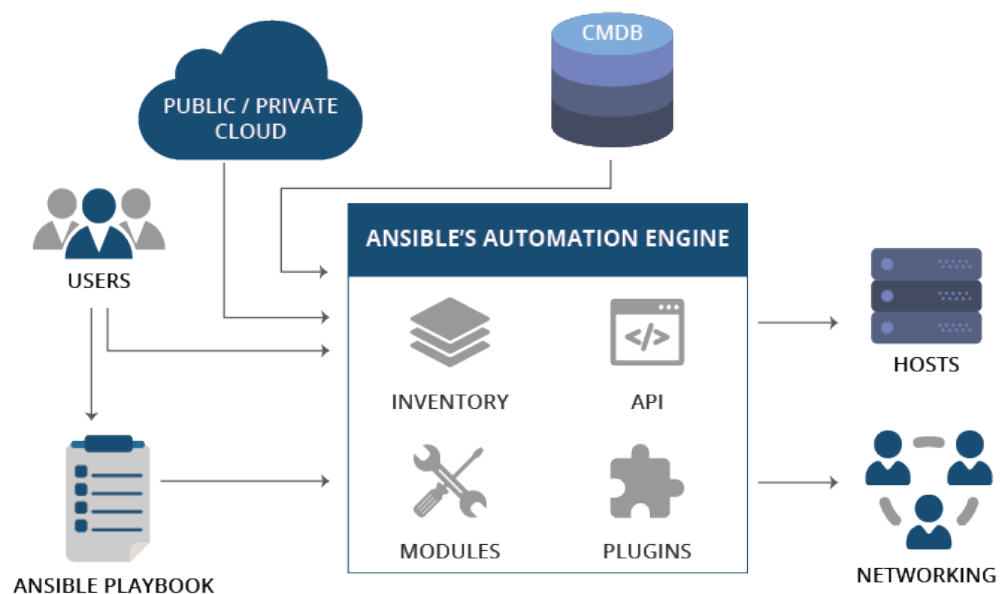 PUBLIC / PRIVATE
CLOUD
CMDB
USERS
ANSIBLE'S AUTOMATION ENGINE
INVENTORY
</>
API
HOSTS
MODULES
PLUGINS
ANSIBLE PLAYBOOK
NETWORKING